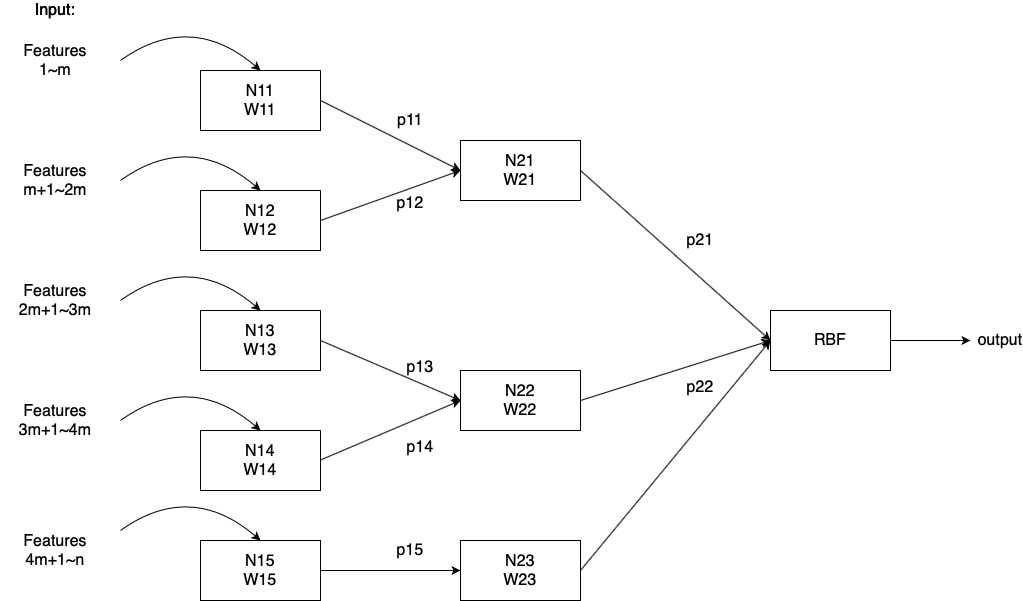 Input:
Features
1~m
N11
W11
p11
Features
m+1~2m
N12
W12
p12
N21
W21
p21
Features
2m+1~3m
N13
W13
p13
RBF
output
Features
3m+1~4m
N14
W14
p14
N22
W22
p22
Features
4m+1~n
N15
W15
p15
N23
W23